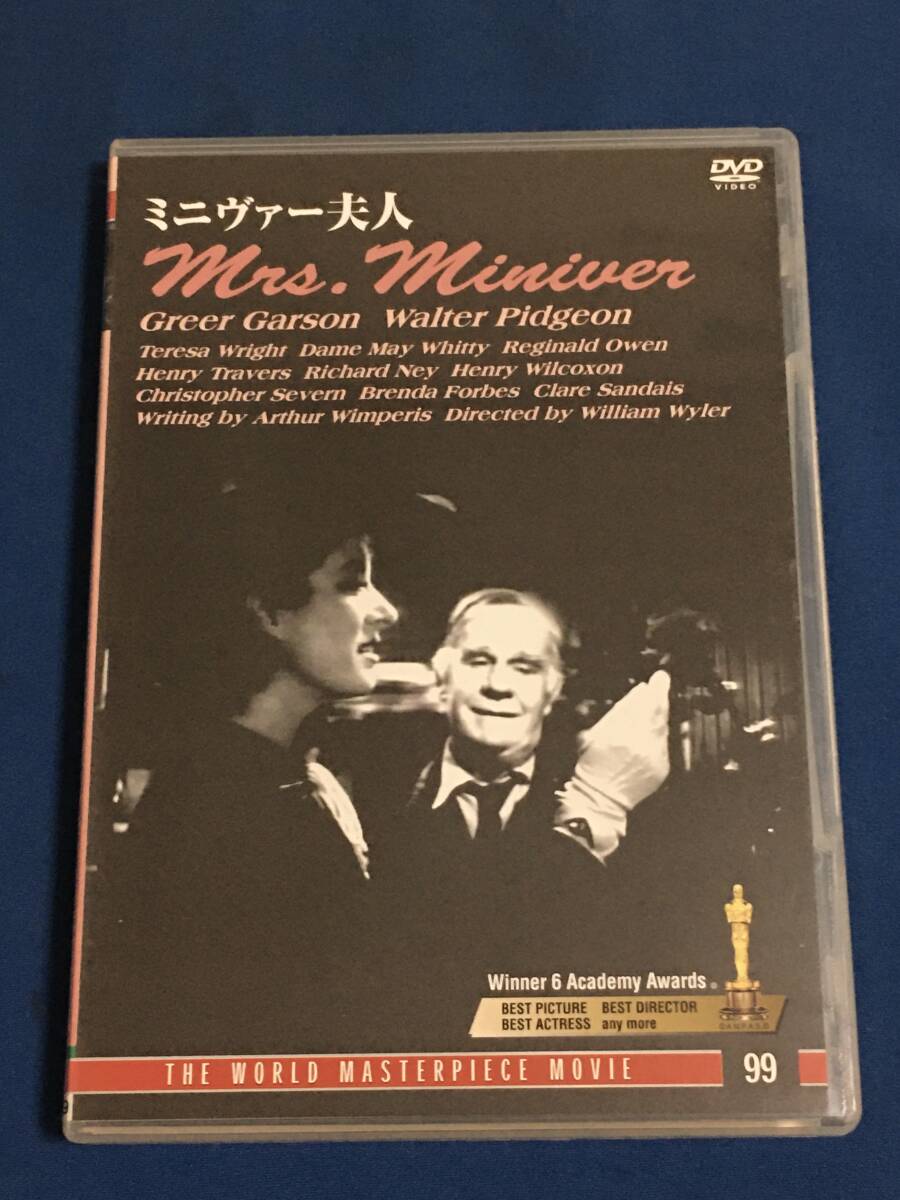 DVD
VIDEO
ミニヴァー夫人
Mrs. Miniver
Greer Garson Walter Pidgeon
Teresa Wright Dame May Whitty Reginald Owen
Henry Travers Richard Ney Henry Wilcoxon
Christopher Severn Brenda Forbes Clare Sandais
Writing by Arthur Wimperis Directed by William Wyler
Winner 6 Academy Awards
BEST PICTURE BEST DIRECTOR
BEST ACTRESS any more
THE WORLD MASTERPIECE MOVIE 99